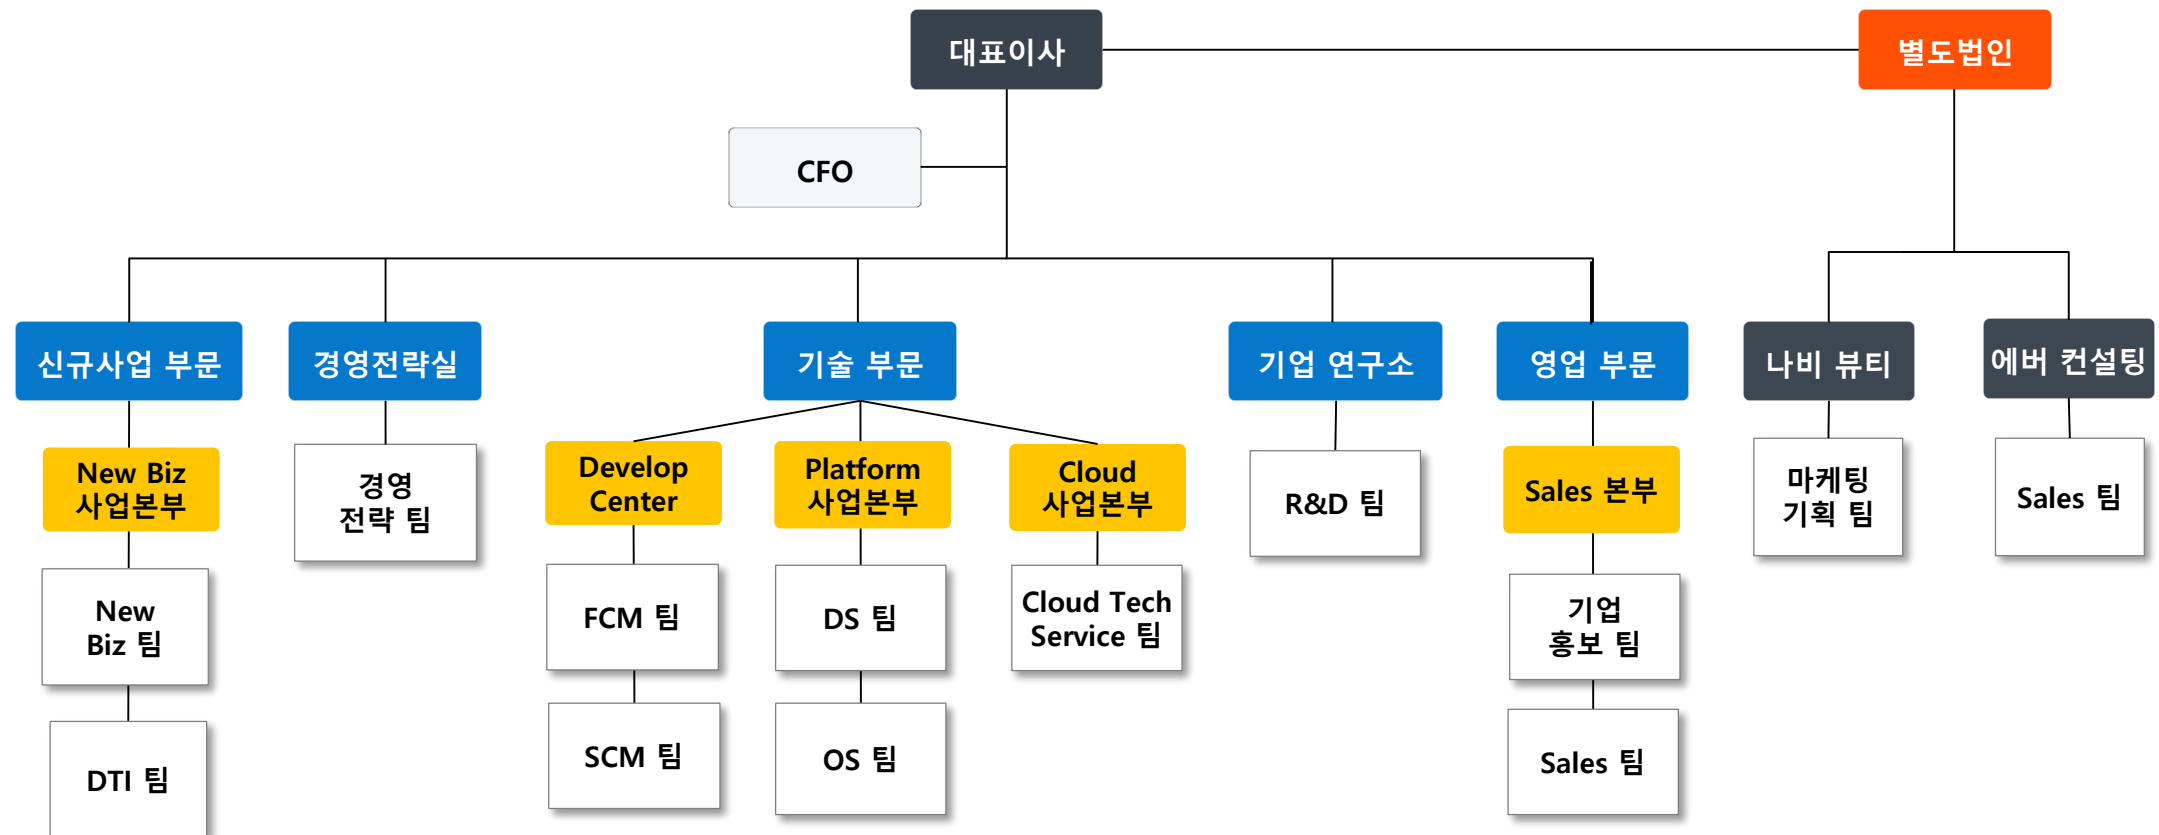 대표이사
별도법인
CFO
신규사업 부문
경영전략실
기술 부문
기업 연구소
영업 부문
나비 뷰티
에버 컨설팅
New Biz
사업본부
경영
전략 팀
Develop
Center
Platform
사업본부
Cloud
사업본부
R&D 팀
Sales 본부
마케팅
기획 팀
Sales 팀
New
Biz 팀
FCM 팀
DS 팀
Cloud Tech
Service 팀
기업
홍보 팀
DTI 팀
SCM 팀
OS 팀
Sales 팀